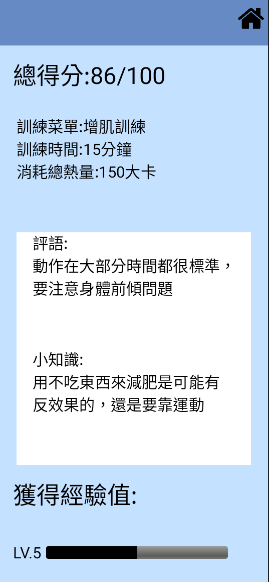 總得分:86/100
訓練菜單:增肌訓練
訓練時間:15分鐘
消耗總熱量:150大卡
評語:
動作在大部分時間都很標準，
要注意身體前傾問題
小知識:
用不吃東西來減肥是可能有
反效果的，還是要靠運動
獲得經驗值:
LV.5